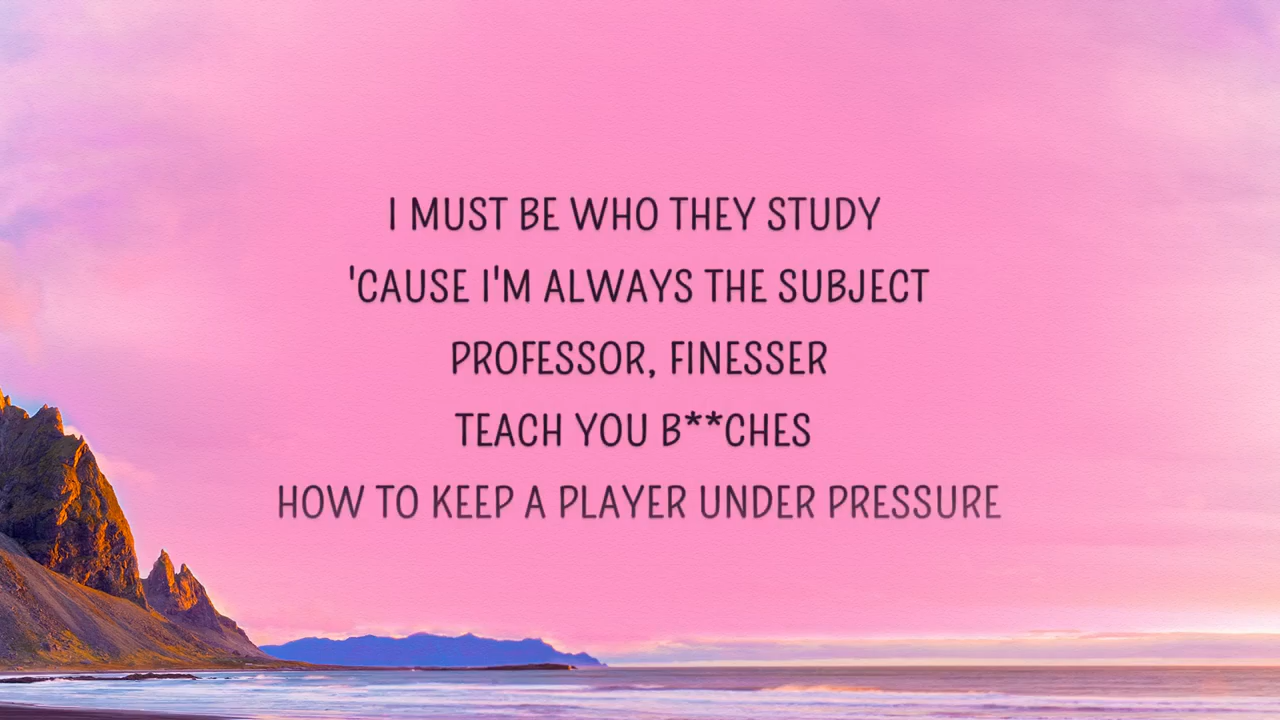 I MUST BE WHO THEY STUDY
'CAUSE I'M ALWAYS THE SUBJECT
PROFESSOR, FINESSER
TEACH YOU B**CHES
HOW TO KEEP A PLAYER UNDER PRESSURE